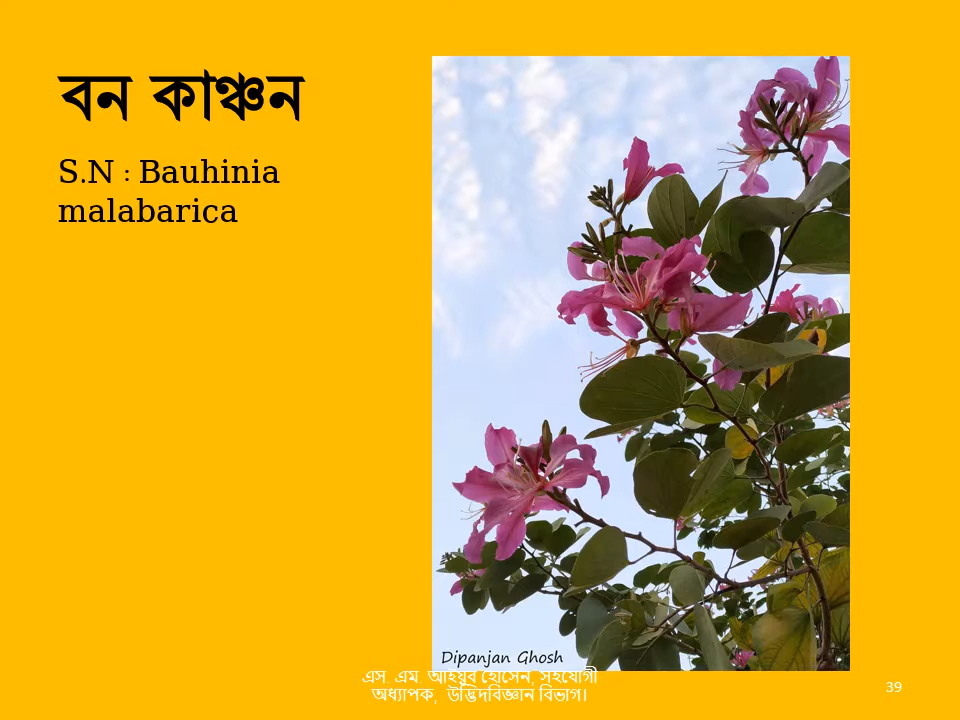 বন কাঞ্চন
S.N : Bauhinia
malabarica
Dipanjan Ghosh
এস. এম. আইয়ুব হোসেন, সহযোগী
অধ্যাপক, উদ্ভিদবিজ্ঞান বিভাগ।
39